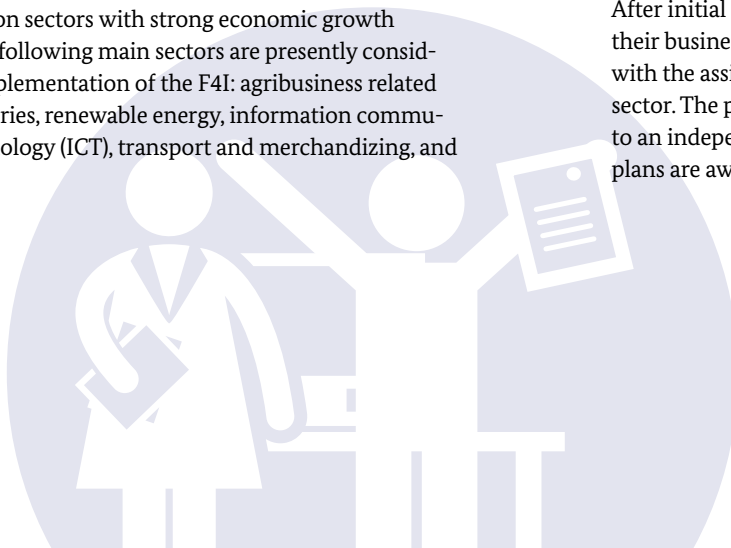 on sectors with strong economic growth
following main sectors are presently consid-
plementation of the F4I: agribusiness related
ries, renewable energy, information commu-
ology (ICT), transport and merchandizing, and
After initial
their busine
with the assi
sector. The p
to an indepe
plans are aw